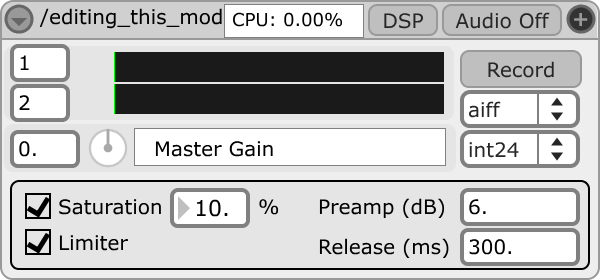 /editing_this_mod CPU: 0.00% DSP Audio Off
1
Record
2
aiff
0. Master Gain int24
Saturation 10. % Preamp (dB) 6.
Limiter Release (ms) 300.